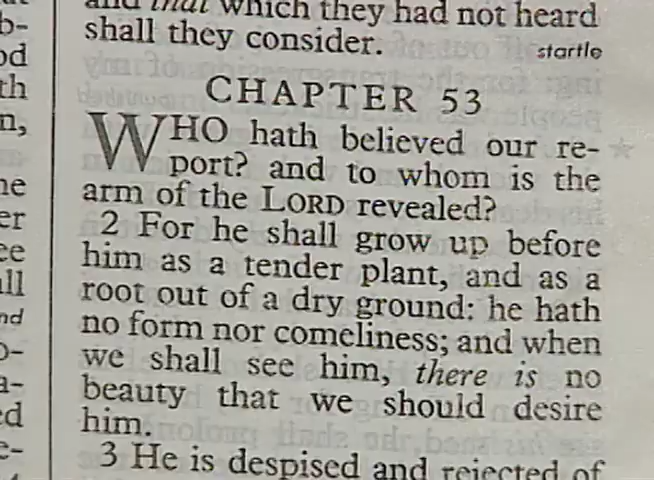 and that which they had not heard
shall they consider.
startle
CHAPTER 53
WHO hath believed our re-
port? and to whom is the
arm of the LORD revealed?
2 For he shall grow up before
him as a tender plant, and as a
root out of a dry ground: he hath
no form nor comeliness; and when
we shall see him, there is no
beauty that we should desire
him.
3 He is despised and rejected of